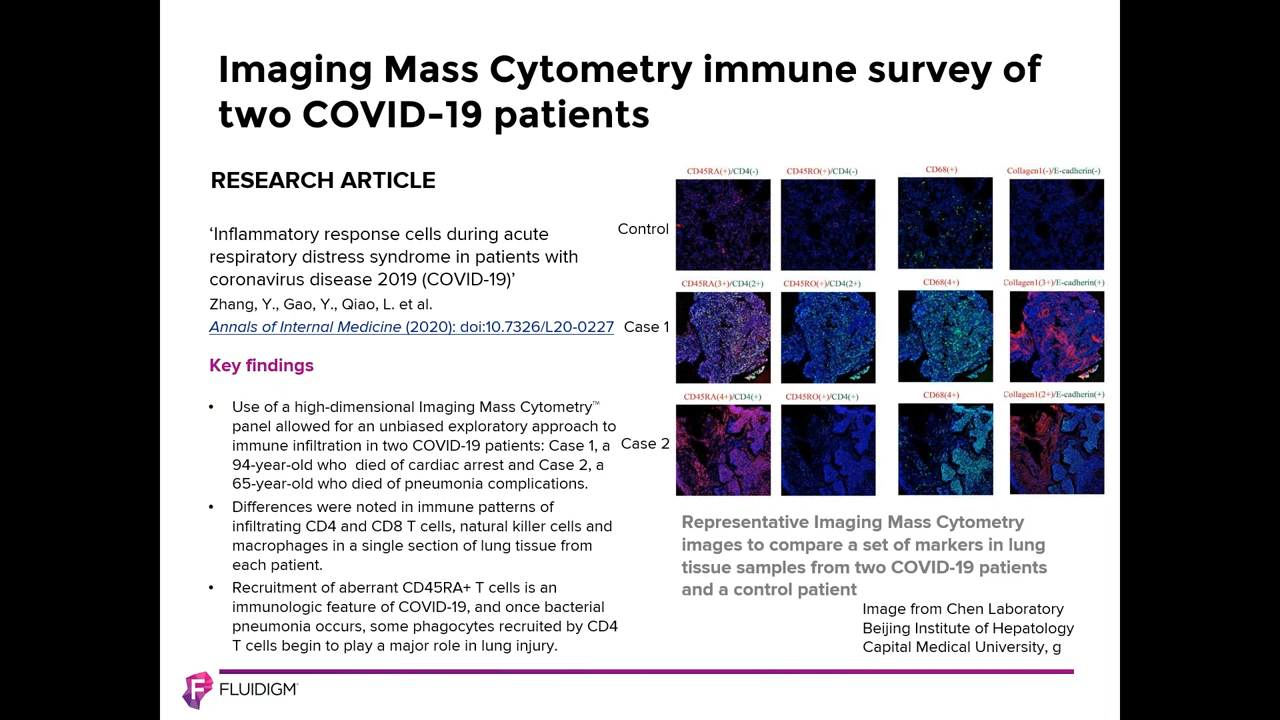 Imaging Mass Cytometry immune survey of
two COVID-19 patients
RESEARCH ARTICLE
‘Inflammatory response cells during acute
respiratory distress syndrome in patients with
coronavirus disease 2019 (COVID-19)’
Zhang, Y., Gao, Y., Qiao, L. et al.
Annals of Internal Medicine (2020): doi:10.7326/L20-0227
Key findings
• Use of a high-dimensional Imaging Mass Cytometry™
panel allowed for an unbiased exploratory approach to
immune infiltration in two COVID-19 patients: Case 1, a
94-year-old who died of cardiac arrest and Case 2, a
65-year-old who died of pneumonia complications.
• Differences were noted in immune patterns of
infiltrating CD4 and CD8 T cells, natural killer cells and
macrophages in a single section of lung tissue from
each patient.
• Recruitment of aberrant CD45RA+ T cells is an
immunologic feature of COVID-19, and once bacterial
pneumonia occurs, some phagocytes recruited by CD4
T cells begin to play a major role in lung injury.
CD45RA(+)/CD4(-) CD45RO(+)/CD4(-) CD68(+) Collagen1(-)/E-cadherin(-)
Control
CD45RA(3+)/CD4(2+) CD45RO(+)/CD4(2+) CD68(4+) Collagen1(3+)/E-cadherin(+)
Case 1
CD45RA(4+)/CD4(+) CD45RO(+)/CD4(+) CD68(4+) Collagen1(2+)/E-cadherin(+)
Case 2
Representative Imaging Mass Cytometry
images to compare a set of markers in lung
tissue samples from two COVID-19 patients
and a control patient
Image from Chen Laboratory
Beijing Institute of Hepatology
Capital Medical University, g
FLUIDIGM